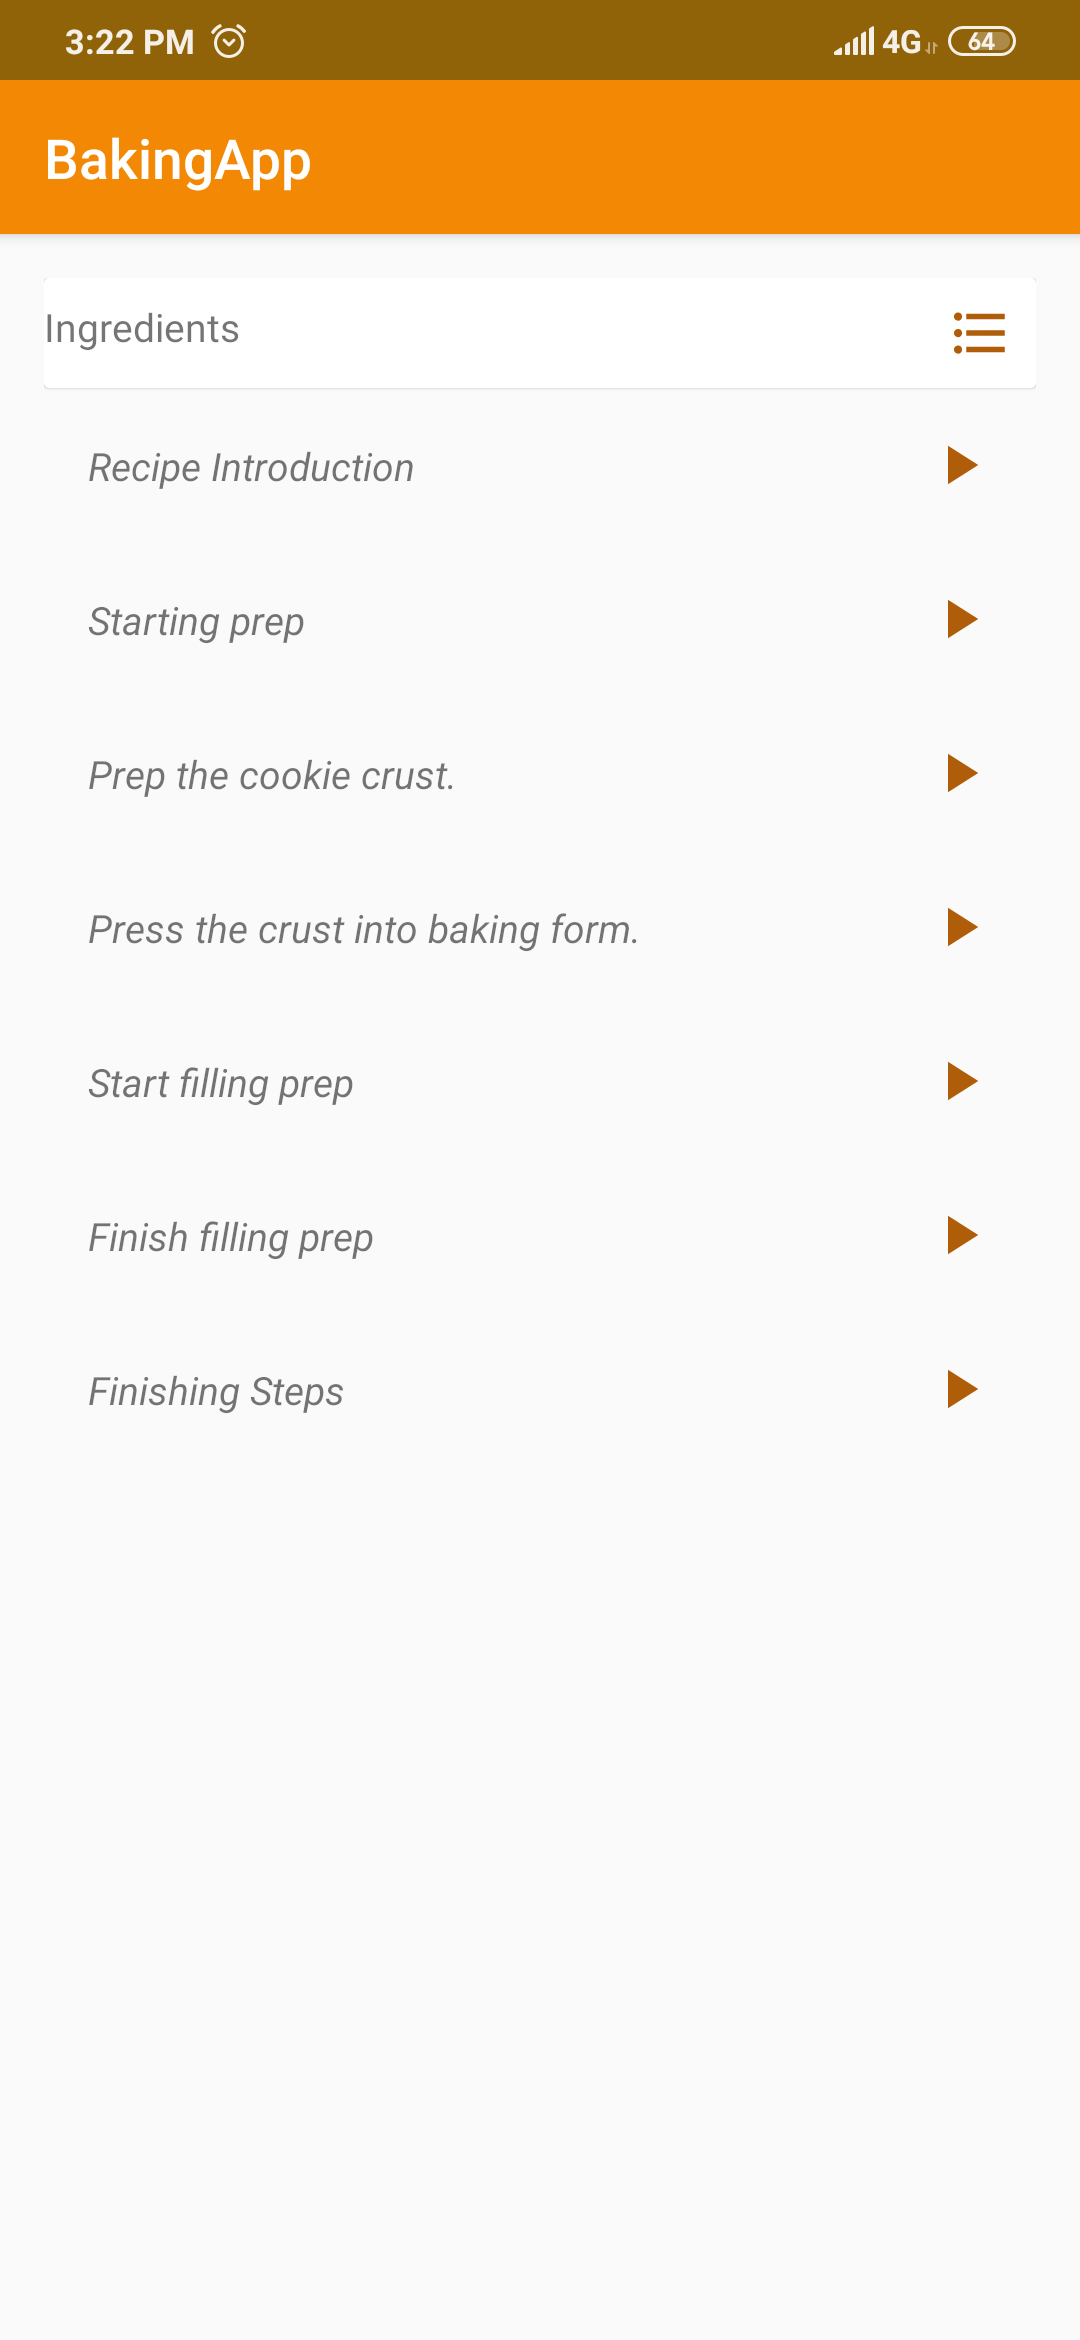 3:22 PM 4G 64
BakingApp
Ingredients
Recipe Introduction
Starting prep
Prep the cookie crust.
Press the crust into baking form.
Start filling prep
Finish filling prep
Finishing Steps